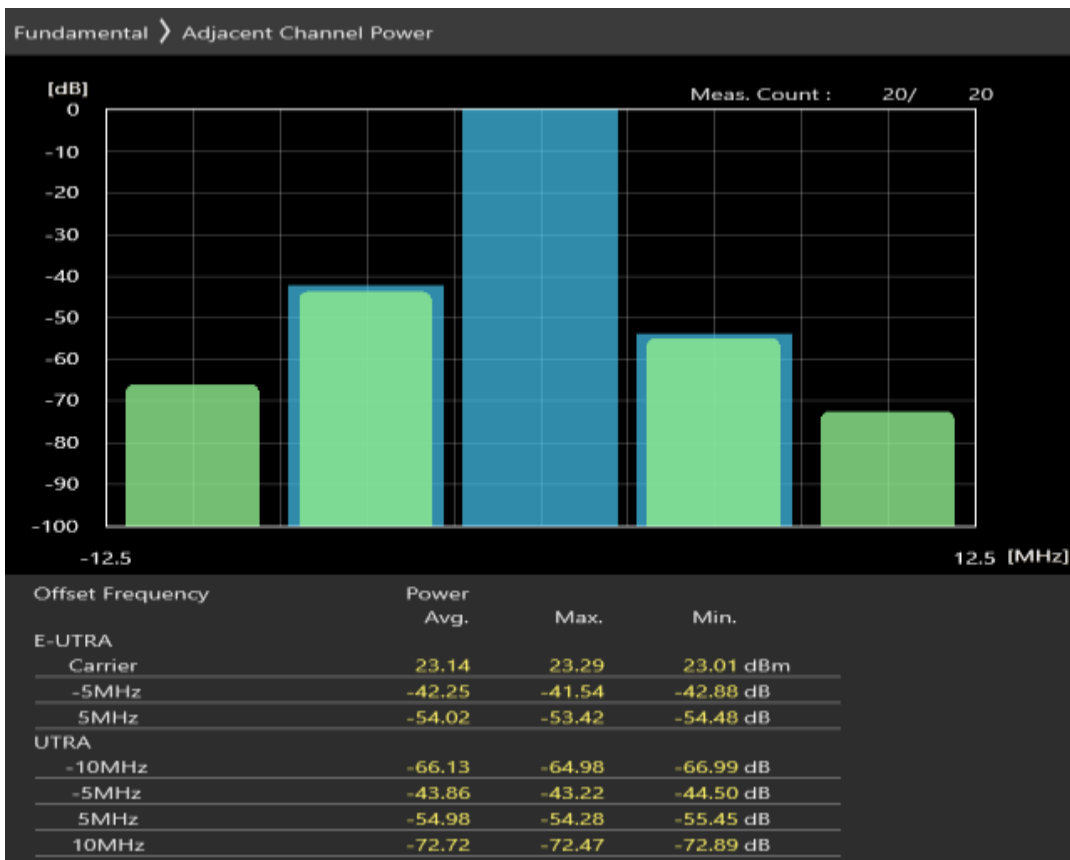 Fundamental 〉 Adjacent Channel Power
[dB]
Meas. Count : 20/ 20
0
-10
-20
-30
-40
-50
-60
-70
-80
-90
-100
-12.5 12.5 [MHz]
Offset Frequency Power
Avg. Max. Min.
E-UTRA
Carrier 23.14 23.29 23.01 dBm
-5MHz -42.25 -41.54 -42.88 dB
5MHz -54.02 -53.42 -54.48 dB
UTRA
-10MHz -66.13 -64.98 -66.99 dB
-5MHz -43.86 -43.22 -44.50 dB
5MHz -54.98 -54.28 -55.45 dB
10MHz -72.72 -72.47 -72.89 dB